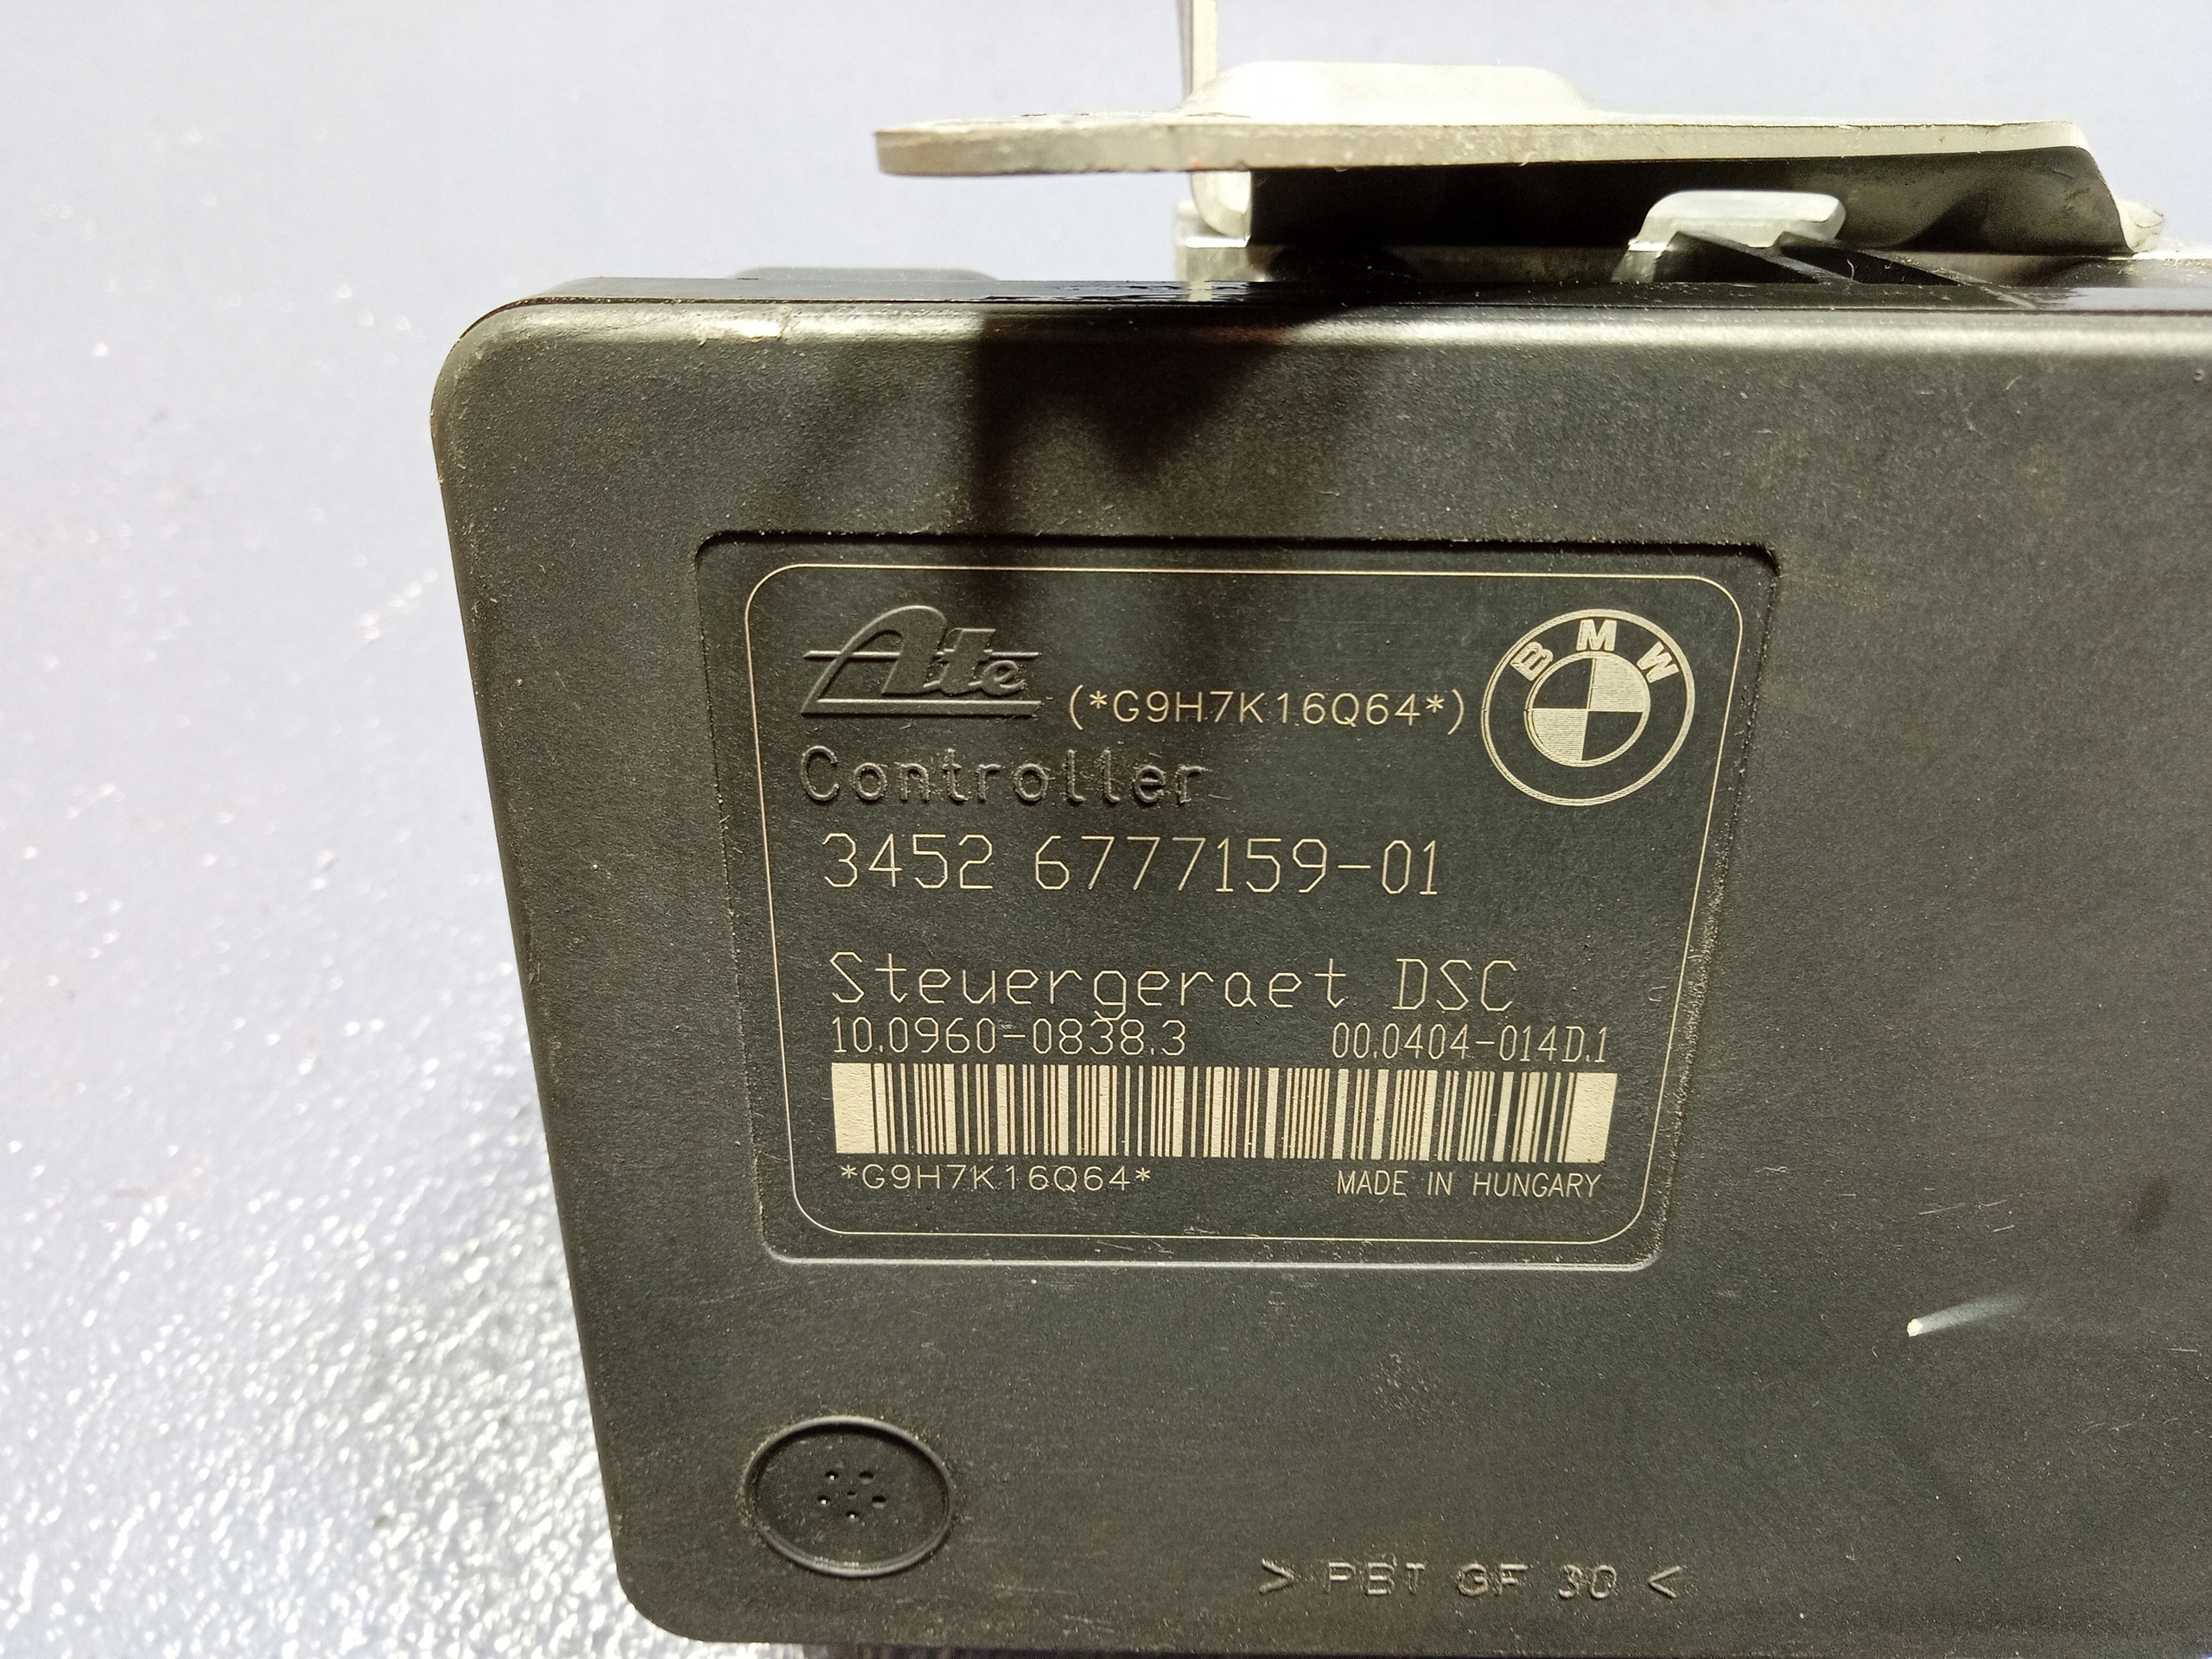 Ate (*G9H7K16Q64*) BMW
Controller
3452 6777159-01
Steuergeraet DSC
10.0960-0838.3 00.0404-014D.1
*G9H7K16Q64* MADE IN HUNGARY
> PBT GF 30 <